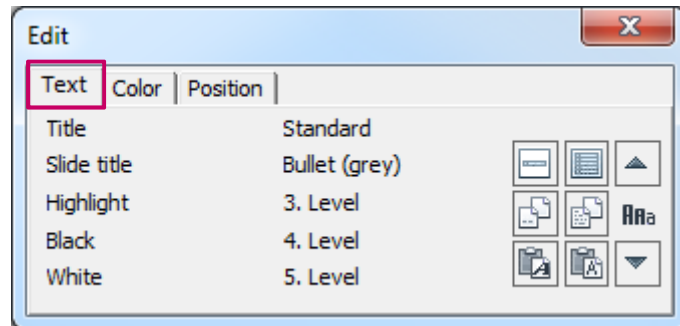 Edit
Text Color Position
Title Standard
Slide title Bullet (grey)
Highlight 3. Level
Black 4. Level
White 5. Level
AAa